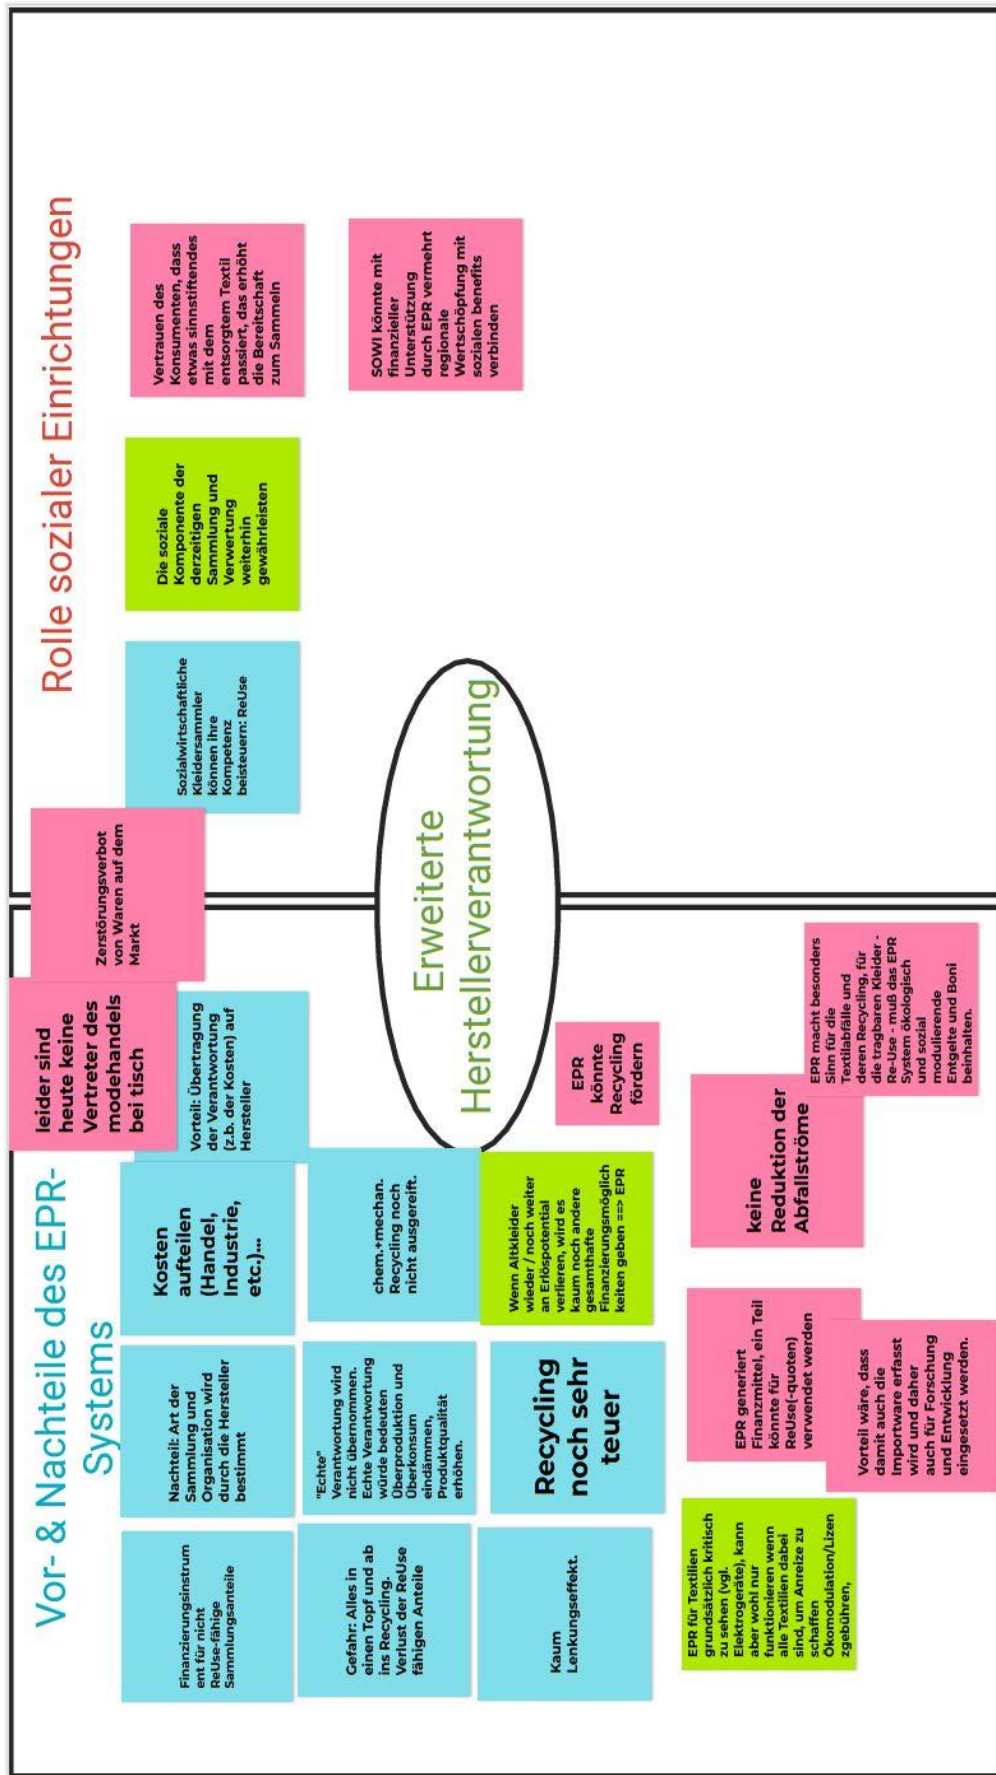 Vor- & Nachteile des EPR-
Systems
Finanzierungsinstrum
ent für nicht
ReUse-fähige
Sammlungsanteile
Nachteil: Art der
Sammlung und
Organisation wird
durch die Hersteller
bestimmt
Kosten
aufteilen
(Handel,
Industrie,
etc.)...
Vorteil: Übertragung
der Verantwortung
(z.b. der Kosten) auf
Hersteller
leider sind
heute keine
Vertreter des
modehandels
bei tisch
Zerstörungsverbot
von Waren auf dem
Markt
Gefahr: Alles in
einen Topf und ab
ins Recycling.
Verlust der ReUse
fähigen Anteile
"Echte"
Verantwortung wird
nicht übernommen.
Echte Verantwortung
würde bedeuten
Überproduktion und
Überkonsum
eindämmen,
Produktqualität
erhöhen.
chem.+mechan.
Recycling noch
nicht ausgereift.
Kaum
Lenkungseffekt.
Recycling
noch sehr
teuer
Wenn Altkleider
wieder / noch weiter
an Erlöspotential
verlieren, wird es
kaum noch andere
gesamthafte
Finanzierungsmöglich
keiten geben ==> EPR
EPR
könnte
Recycling
fördern
EPR für Textilien
grundsätzlich kritisch
zu sehen (vgl.
Elektrogeräte), kann
aber wohl nur
funktionieren wenn
alle Textilien dabei
sind, um Anreize zu
schaffen
Ökomodulation/Lizen
zgebühren,
EPR generiert
Finanzmittel, ein Teil
könnte für
ReUse(-quoten)
verwendet werden
Vorteil wäre, dass
damit auch die
Importware erfasst
wird und daher
auch für Forschung
und Entwicklung
eingesetzt werden.
keine
Reduktion der
Abfallströme
EPR macht besonders
Sinn für die
Textilabfälle und
deren Recycling, für
die tragbaren Kleider -
Re-Use - muß das EPR
System ökologisch
und sozial
modulierende
Entgelte und Boni
beinhalten.
Erweiterte
Herstellerverantwortung
Rolle sozialer Einrichtungen
Sozialwirtschaftliche
Kleidersammler
können ihre
Kompetenz
beisteuern: ReUse
Die soziale
Komponente der
derzeitigen
Sammlung und
Verwertung
weiterhin
gewährleisten
Vertrauen des
Konsumenten, dass
etwas sinnstiftendes
mit dem
entsorgtem Textil
passiert, das erhöht
die Bereitschaft
zum Sammeln
SOWI könnte mit
finanzieller
Unterstützung
durch EPR vermehrt
regionale
Wertschöpfung mit
sozialen benefits
verbinden